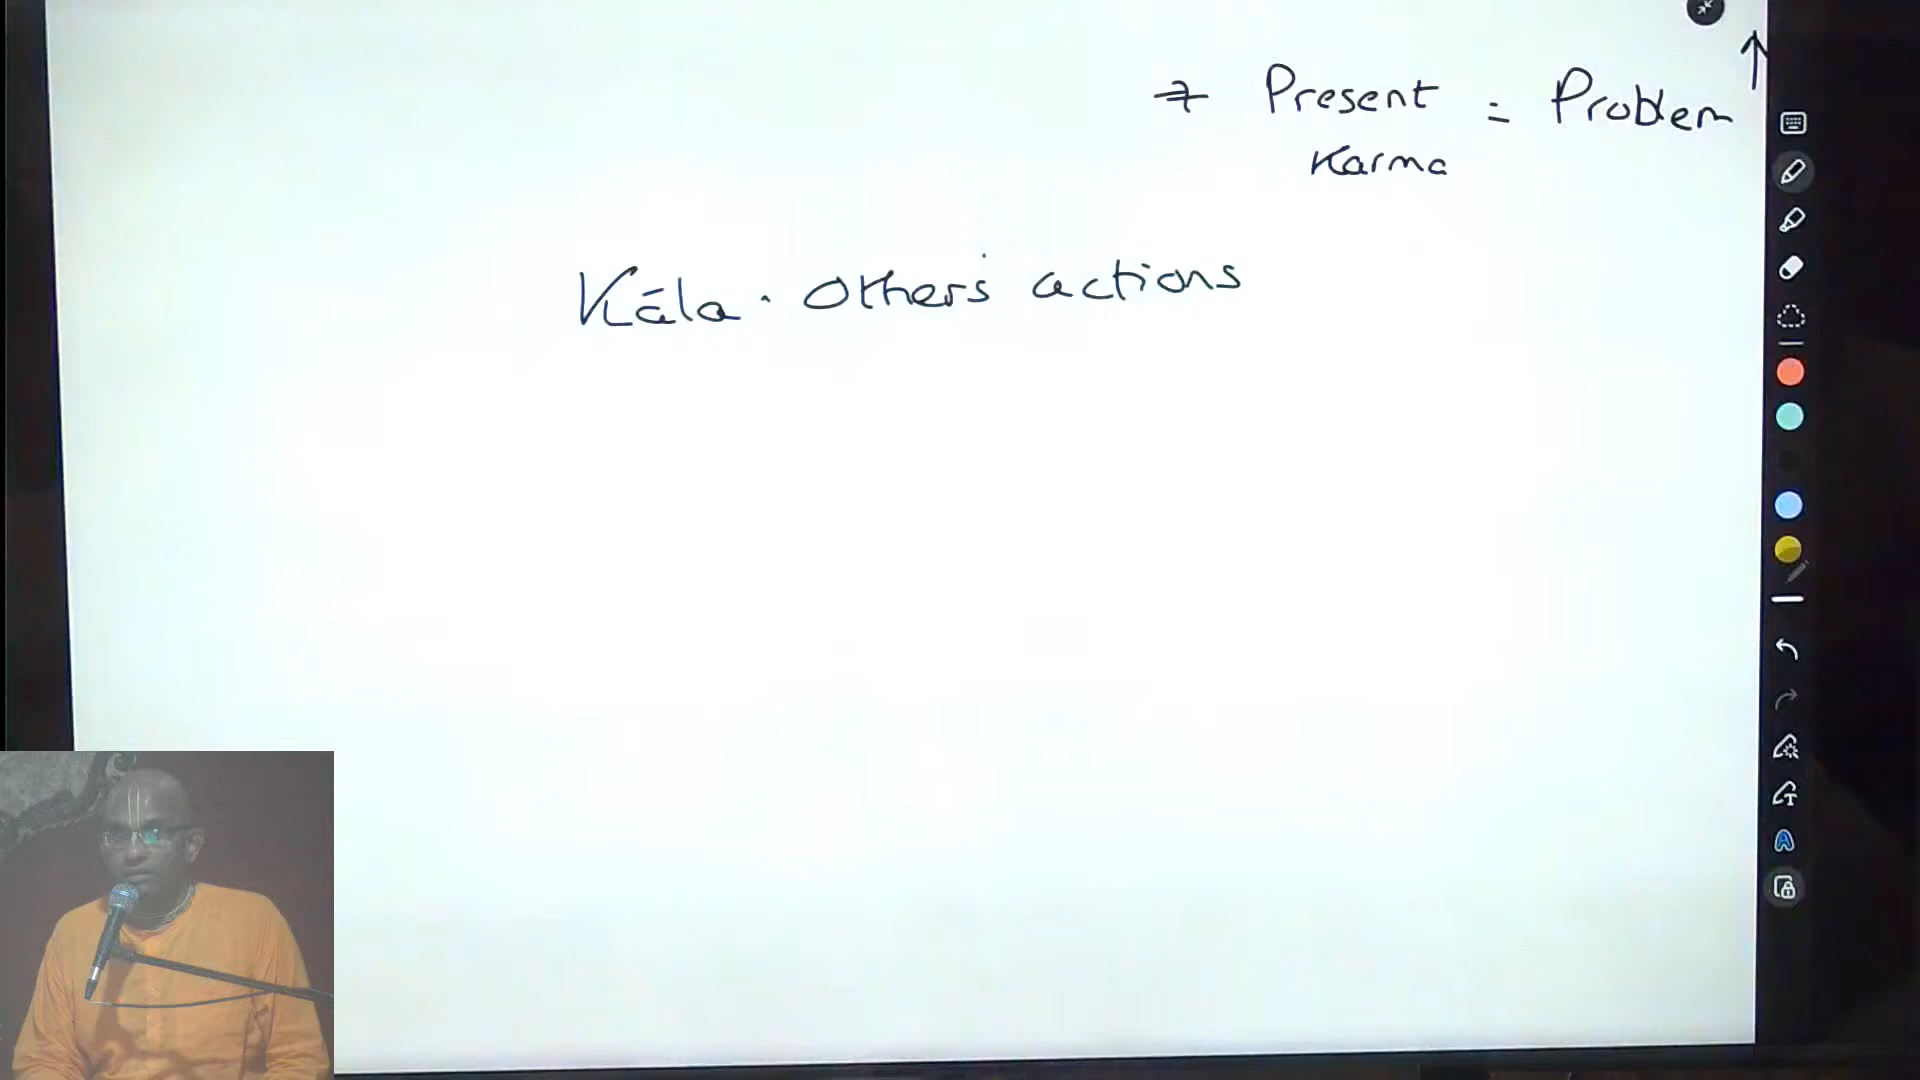 → Present = Problem ↑
Karma
Kāla · Others' actions